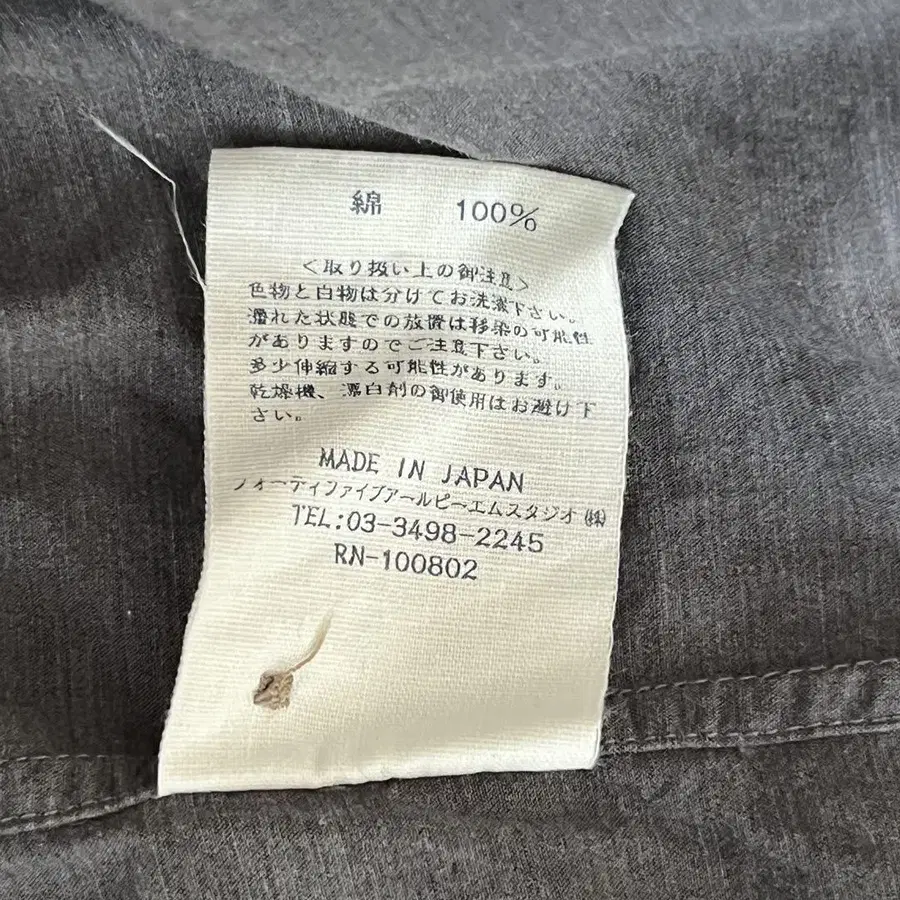 綿 100%
<取り扱い上の御注意>
色物と白物は分けてお洗濯下さい。
濡れた状態での放置は移染の可能性
がありますのでご注意下さい。
多少伸縮する可能性があります。
乾燥機、漂白剤の御使用はお避け下
さい。
MADE IN JAPAN
フォーティファイブアールピーエムスタジオ(株)
TEL:03-3498-2245
RN-100802